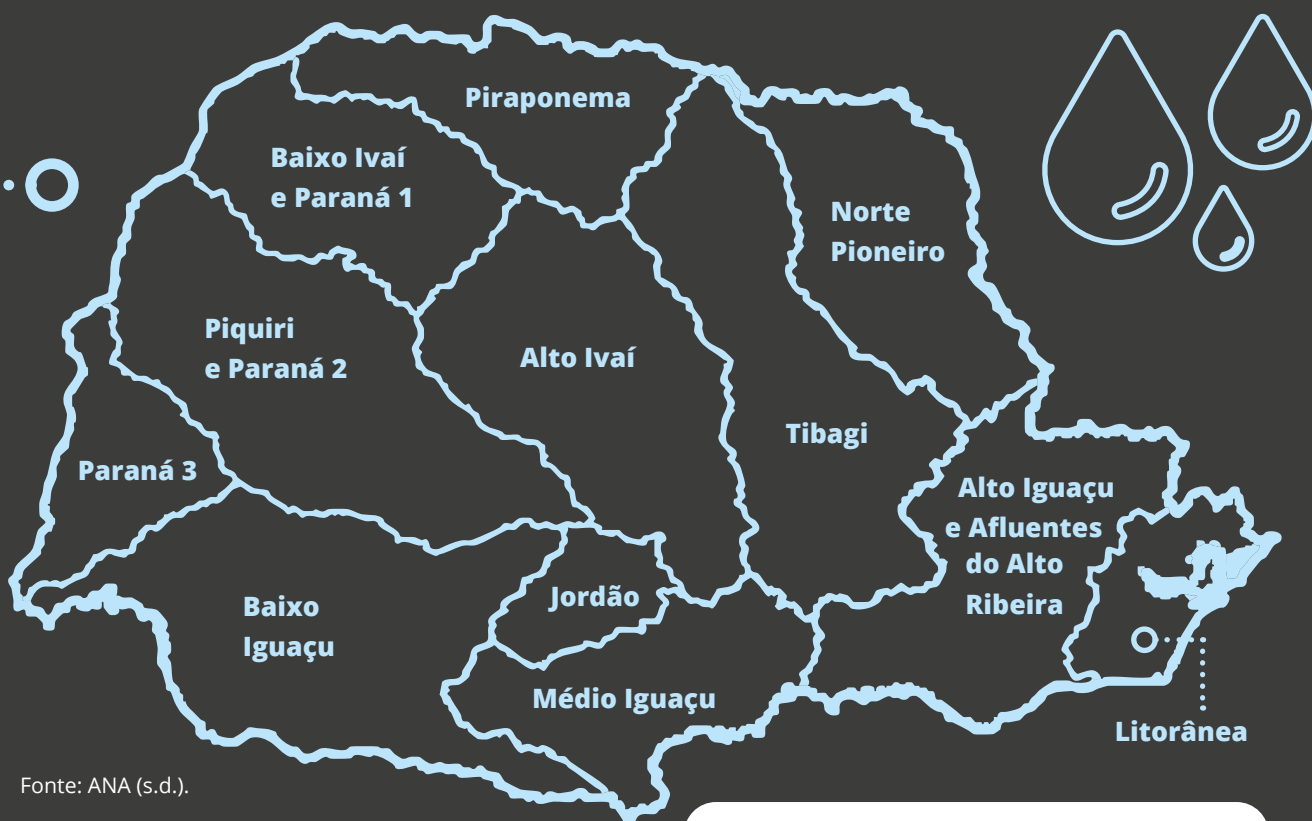 Piraponema
Baixo Ivaí
e Paraná 1
Norte
Pioneiro
Piquiri
e Paraná 2
Alto Ivaí
Tibagi
Paraná 3
Alto Iguaçu
e Afluentes
do Alto
Ribeira
Jordão
Baixo
Iguaçu
Médio Iguaçu
Litorânea
Fonte: ANA (s.d.).